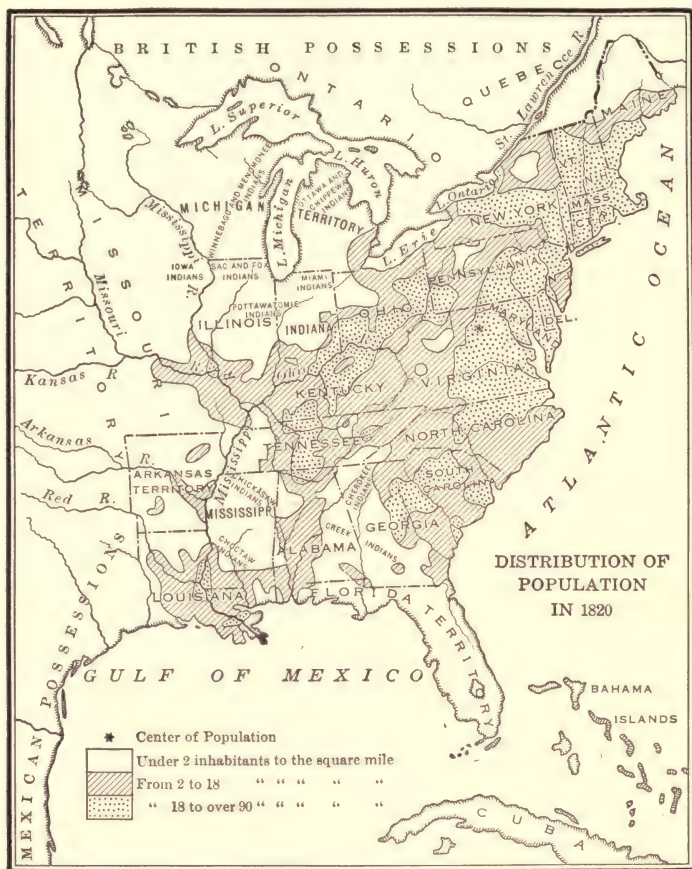 BRITISH POSSESSIONS
ONTARIO
QUEBEC
St. Lawrence R.
MAINE
L. Superior
L. Huron
L. Michigan
L. Ontario
L. Erie
VT.
N.H.
MASS.
NEW YORK
MICHIGAN
TERRITORY
WINNEBAGO AND MENOMONEE
INDIANS
OTTAWA AND
CHIPPEWA
INDIANS
IOWA
INDIANS
SAC AND FOX
INDIANS
MIAMI
INDIANS
POTTAWATOMIE
INDIANS
Mississippi R.
Missouri
MISSOURI
TERRITORY
ILLINOIS
INDIANA
OHIO
PENNSYLVANIA
MARYLAND
DEL.
VIRGINIA
KENTUCKY
Ohio
Kansas R
Arkansas
R.
Red R.
ARKANSAS
TERRITORY
TENNESSEE
NORTH CAROLINA
SOUTH
CAROLINA
CHICKASAW
INDIANS
CHEROKEE
INDIANS
Mississippi
MISSISSIPPI
CHOCTAW
INDIANS
ALABAMA
CREEK
INDIANS
GEORGIA
LOUISIANA
FLORIDA
TERRITORY
ATLANTIC OCEAN
DISTRIBUTION OF
POPULATION
IN 1820
GULF OF MEXICO
MEXICAN POSSESSIONS
BAHAMA
ISLANDS
CUBA
* Center of Population
Under 2 inhabitants to the square mile
From 2 to 18 " " " " "
" 18 to over 90 " " " " "